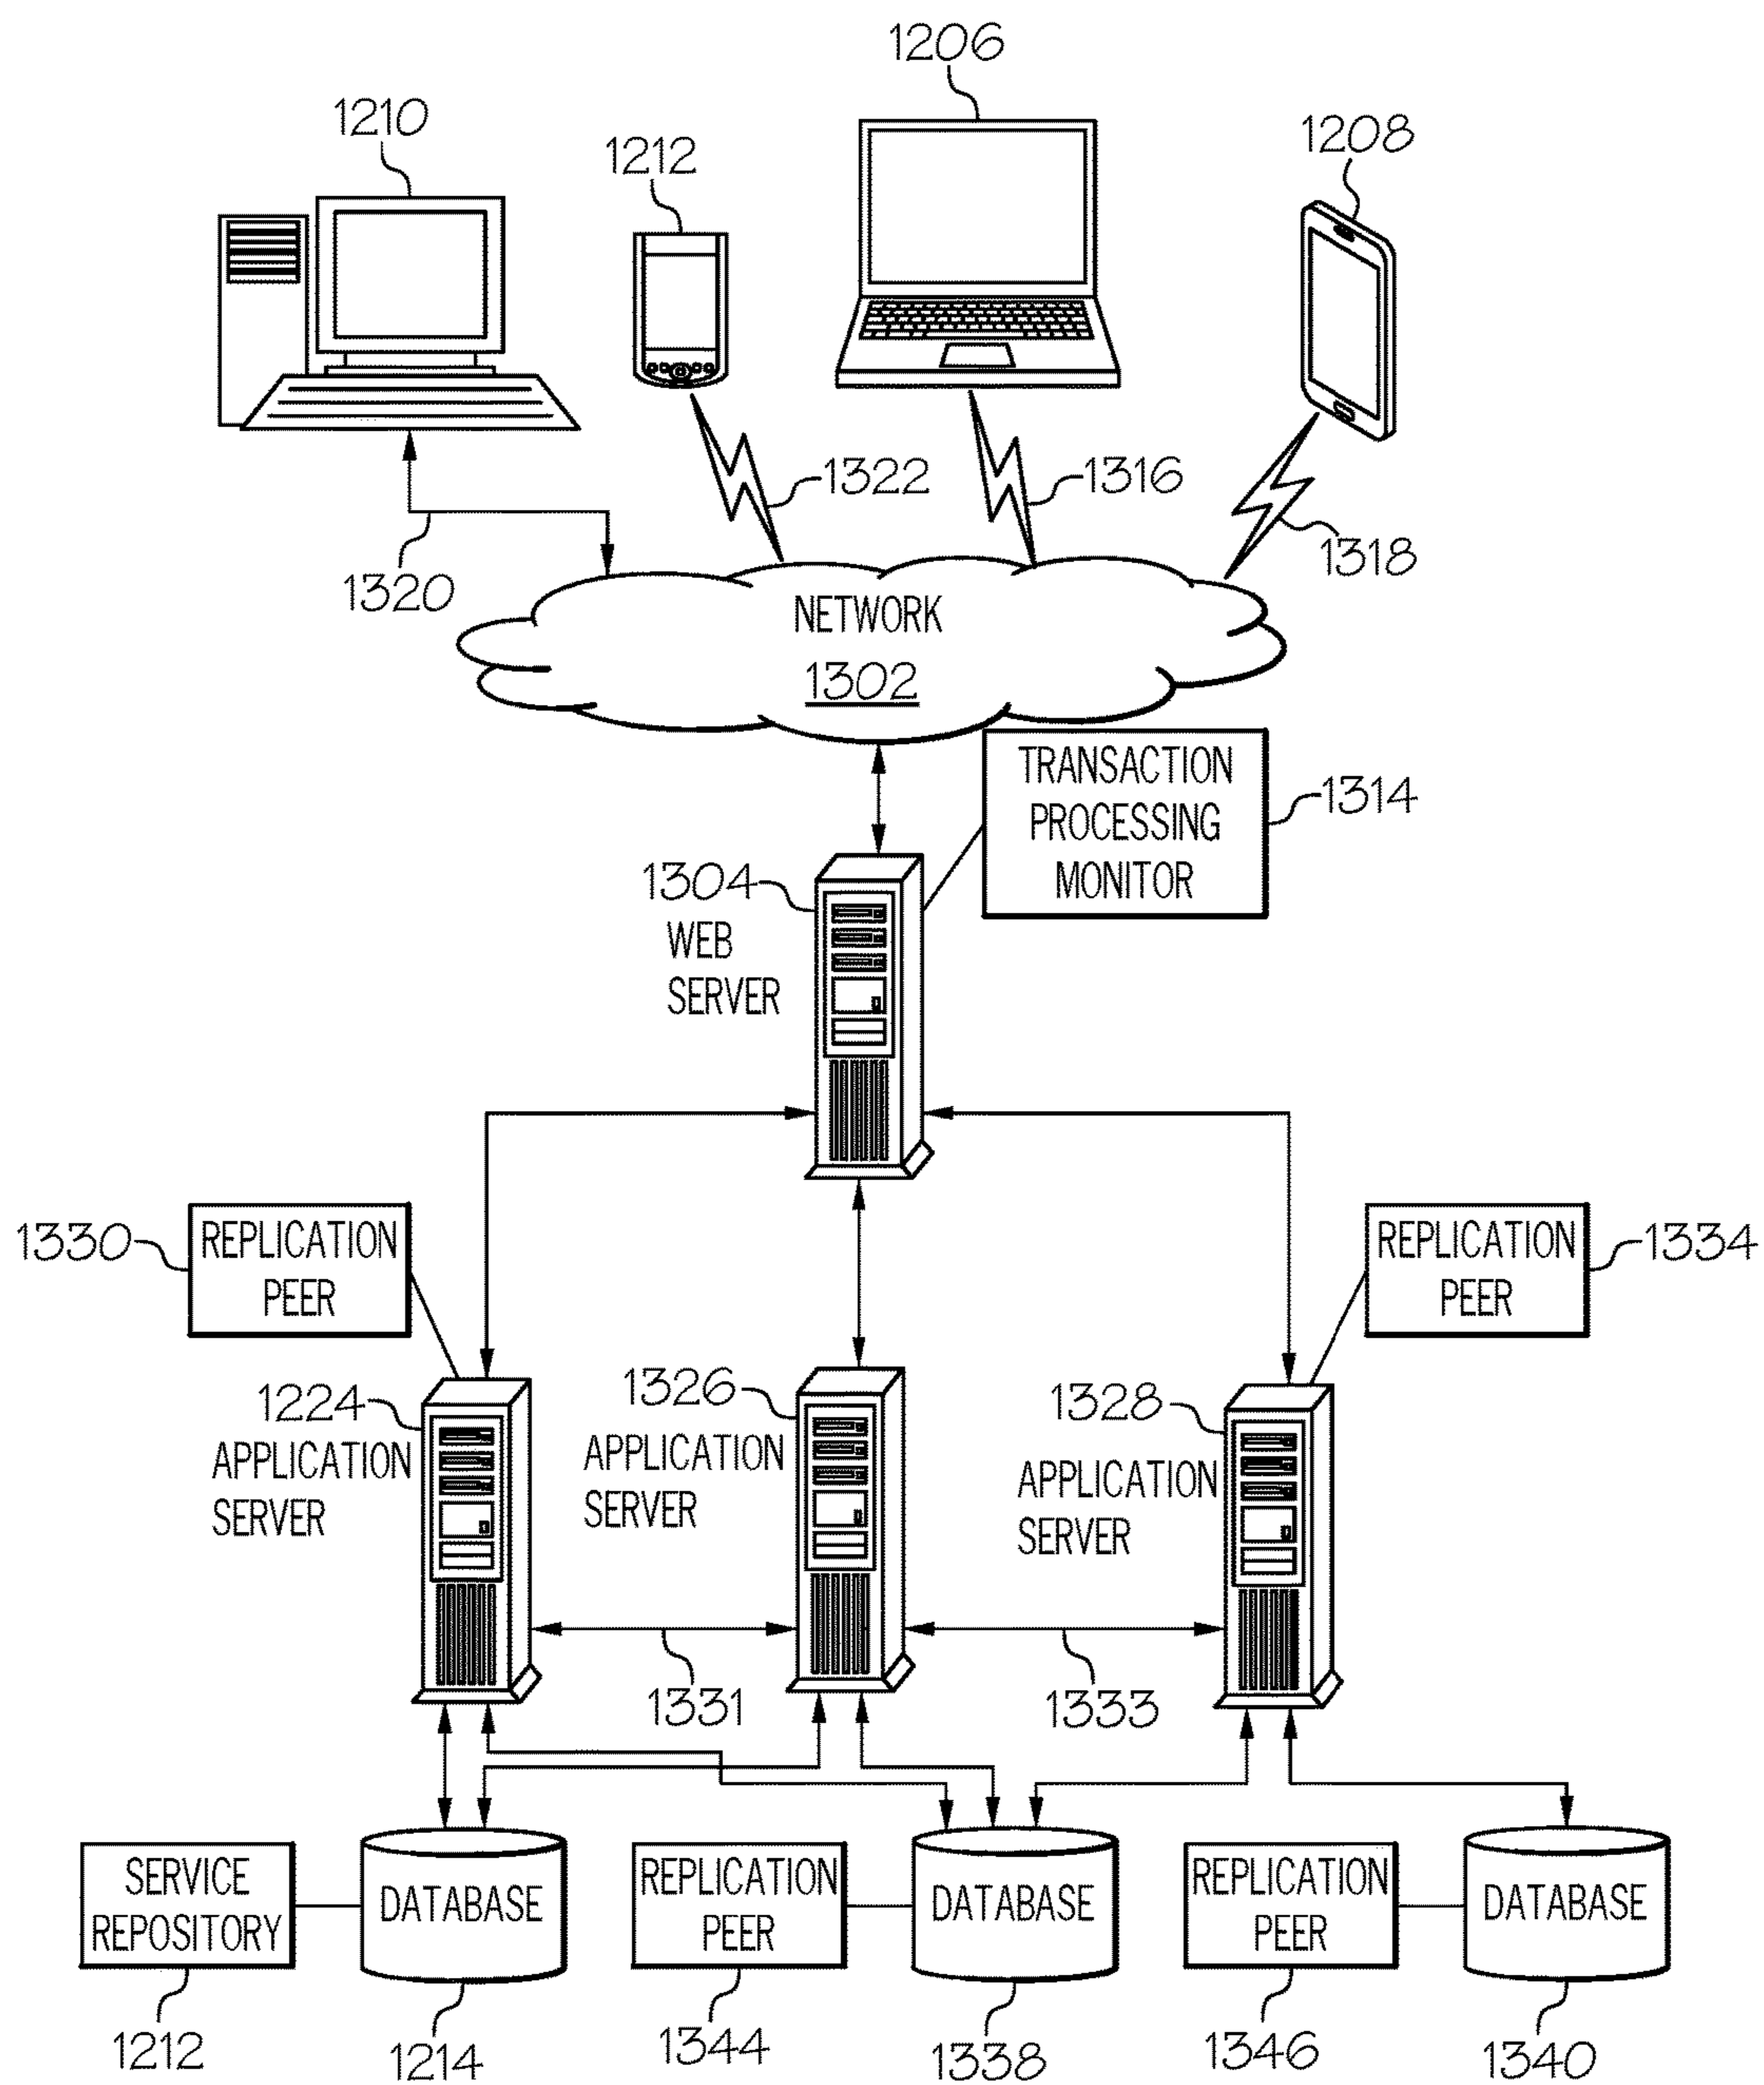 1206
1210
1212
1208
1322
1316
1318
1320
NETWORK
1302
TRANSACTION
PROCESSING
MONITOR
1314
1304
WEB
SERVER
1330
REPLICATION
PEER
REPLICATION
PEER
1334
1224
APPLICATION
SERVER
1326
APPLICATION
SERVER
1328
APPLICATION
SERVER
1331
1333
SERVICE
REPOSITORY
DATABASE
REPLICATION
PEER
DATABASE
REPLICATION
PEER
DATABASE
1212
1214
1344
1338
1346
1340